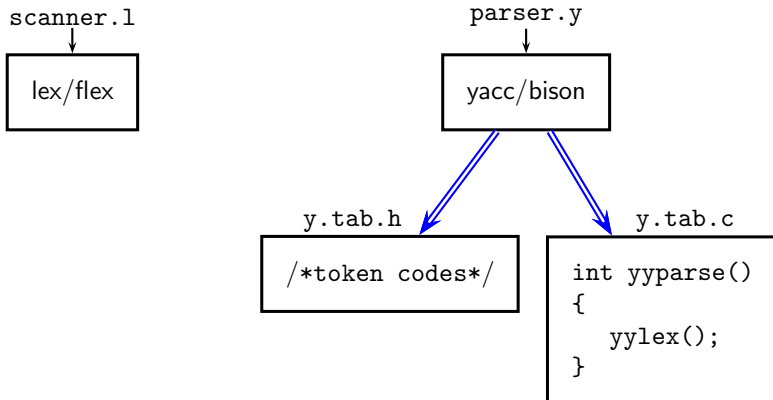 scanner.l
parser.y
lex/flex
yacc/bison
y.tab.h
y.tab.c
/*token codes*/
int yyparse()
{
yylex();
}